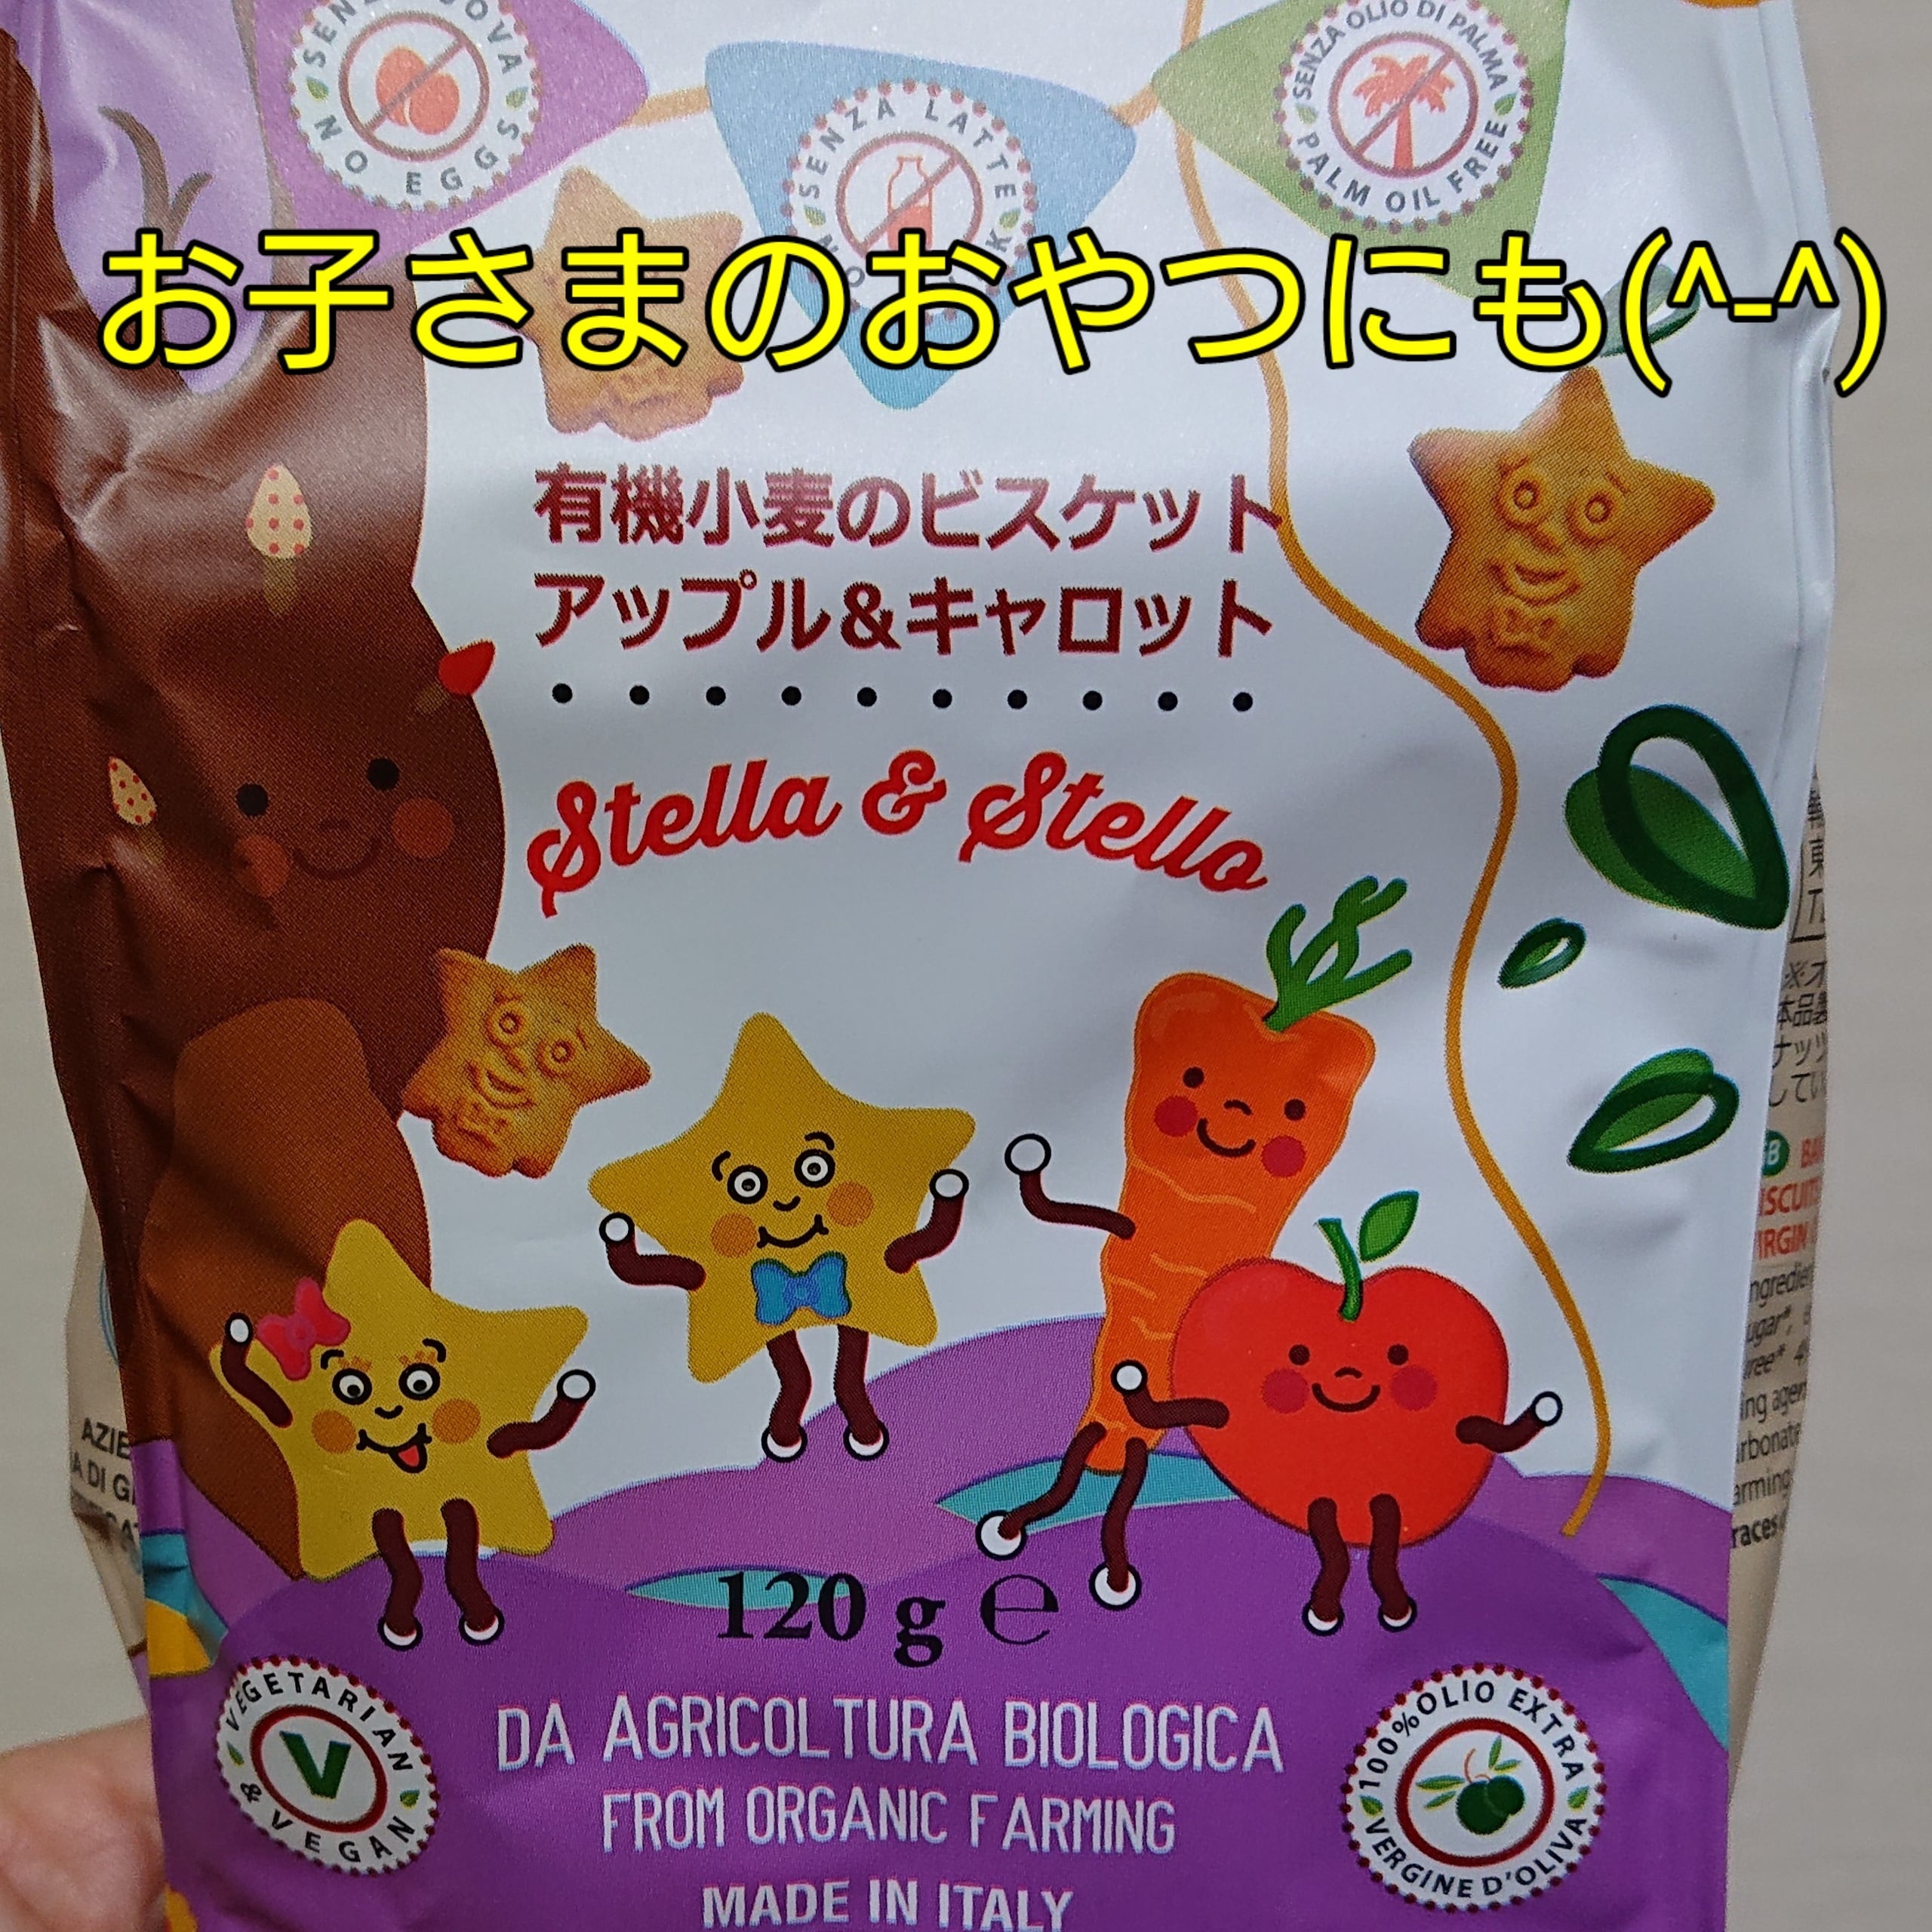 NO EGGS
SENZA LATTE
SENZA OLIO DI PALMA
PALM OIL FREE
お子さまのおやつにも(^-^)
有機小麦のビスケット
アップル&キャロット
Stella & Stello
120 g ℮
VEGETARIAN
& VEGAN
V
DA AGRICOLTURA BIOLOGICA
FROM ORGANIC FARMING
MADE IN ITALY
100% OLIO EXTRA
VERGINE D'OLIVA